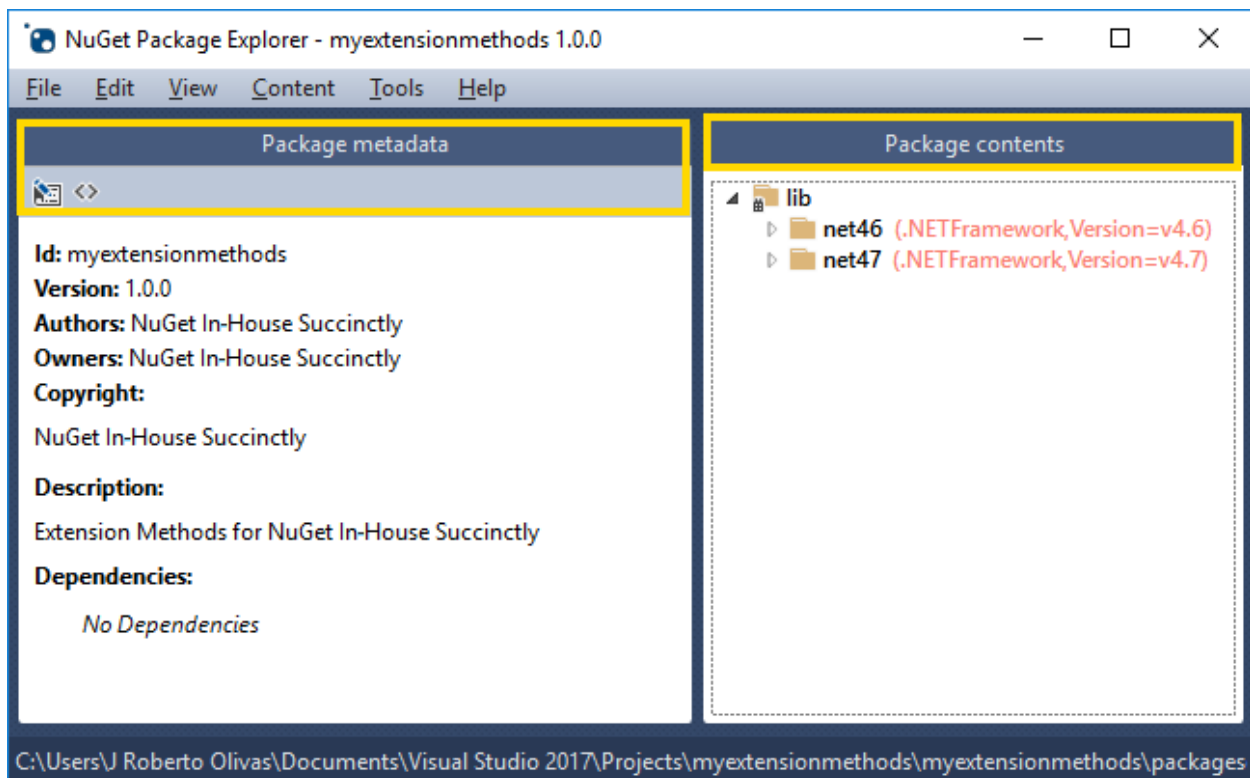 NuGet Package Explorer - myextensionmethods 1.0.0
File Edit View Content Tools Help
Package metadata
Id: myextensionmethods
Version: 1.0.0
Authors: NuGet In-House Succinctly
Owners: NuGet In-House Succinctly
Copyright:
NuGet In-House Succinctly
Description:
Extension Methods for NuGet In-House Succinctly
Dependencies:
No Dependencies
Package contents
lib
net46 (.NETFramework,Version=v4.6)
net47 (.NETFramework,Version=v4.7)
C:\Users\J Roberto Olivas\Documents\Visual Studio 2017\Projects\myextensionmethods\myextensionmethods\packages